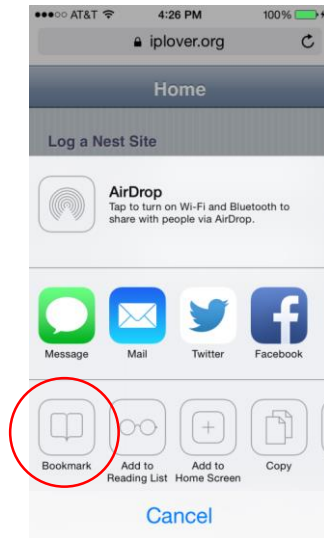 AT&T 4:26 PM 100%
iplover.org
Home
Log a Nest Site
AirDrop
Tap to turn on Wi-Fi and Bluetooth to
share with people via AirDrop.
Message Mail Twitter Facebook
Bookmark Add to Reading List Add to Home Screen Copy
Cancel